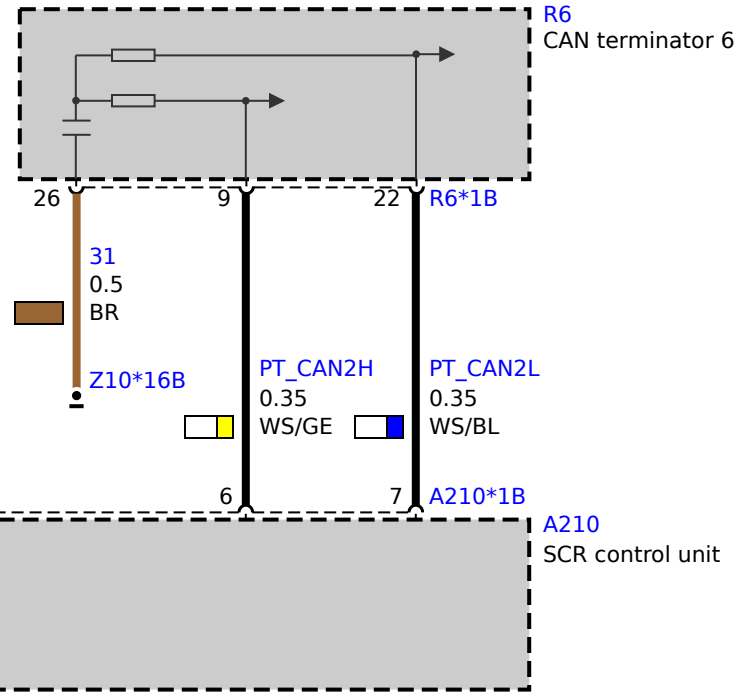 R6
CAN terminator 6
26
9
22
R6*1B
31
0.5
BR
Z10*16B
PT_CAN2H
0.35
WS/GE
PT_CAN2L
0.35
WS/BL
6
7
A210*1B
A210
SCR control unit